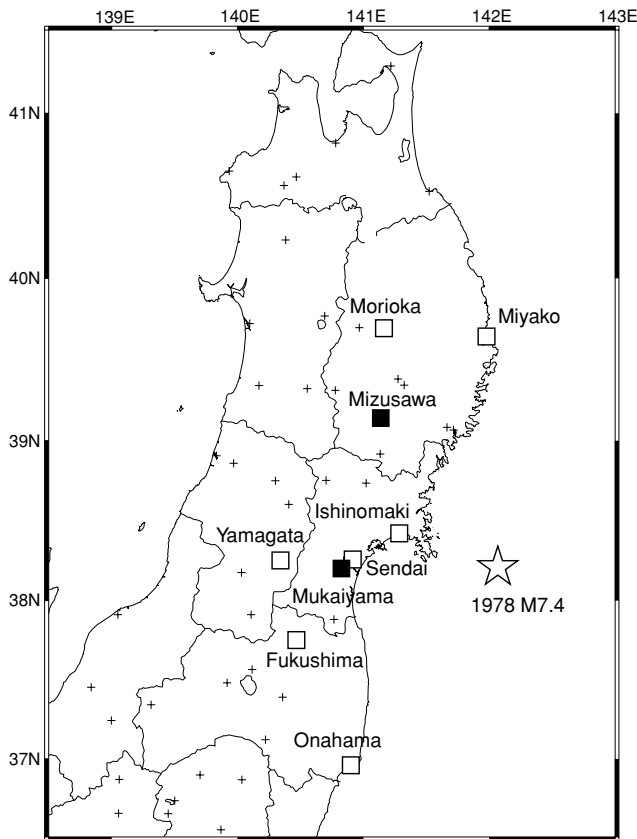 139E 140E 141E 142E 143E
41N
40N
Morioka
Miyako
Mizusawa
39N
Ishinomaki
Yamagata
Sendai
38N
Mukaiyama
1978 M7.4
Fukushima
Onahama
37N